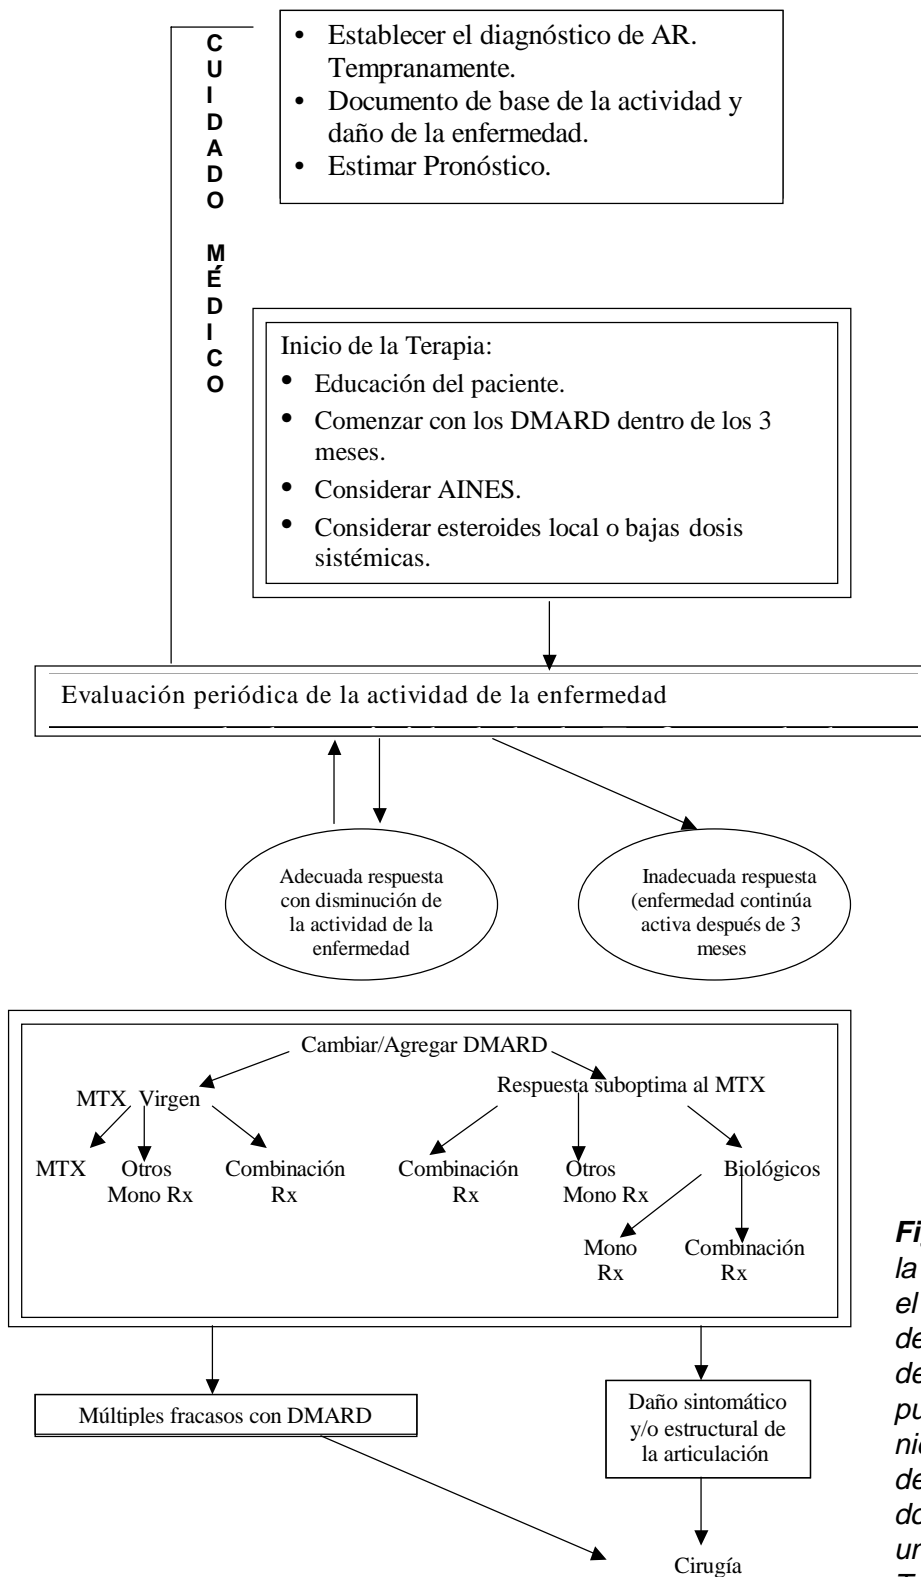 CUIDADO MÉDICO
• Establecer el diagnóstico de AR.
Tempranamente.
• Documento de base de la actividad y
daño de la enfermedad.
• Estimar Pronóstico.
Inicio de la Terapia:
• Educación del paciente.
• Comenzar con los DMARD dentro de los 3
meses.
• Considerar AINES.
• Considerar esteroides local o bajas dosis
sistémicas.
Evaluación periódica de la actividad de la enfermedad
Adecuada respuesta
con disminución de
la actividad de la
enfermedad
Inadecuada respuesta
(enfermedad continúa
activa después de 3
meses
Cambiar/Agregar DMARD
MTX Virgen
Respuesta suboptima al MTX
MTX
Otros
Mono Rx
Combinación
Rx
Combinación
Rx
Otros
Mono Rx
Biológicos
Mono
Rx
Combinación
Rx
Múltiples fracasos con DMARD
Daño sintomático
y/o estructural de
la articulación
Cirugía
la
el